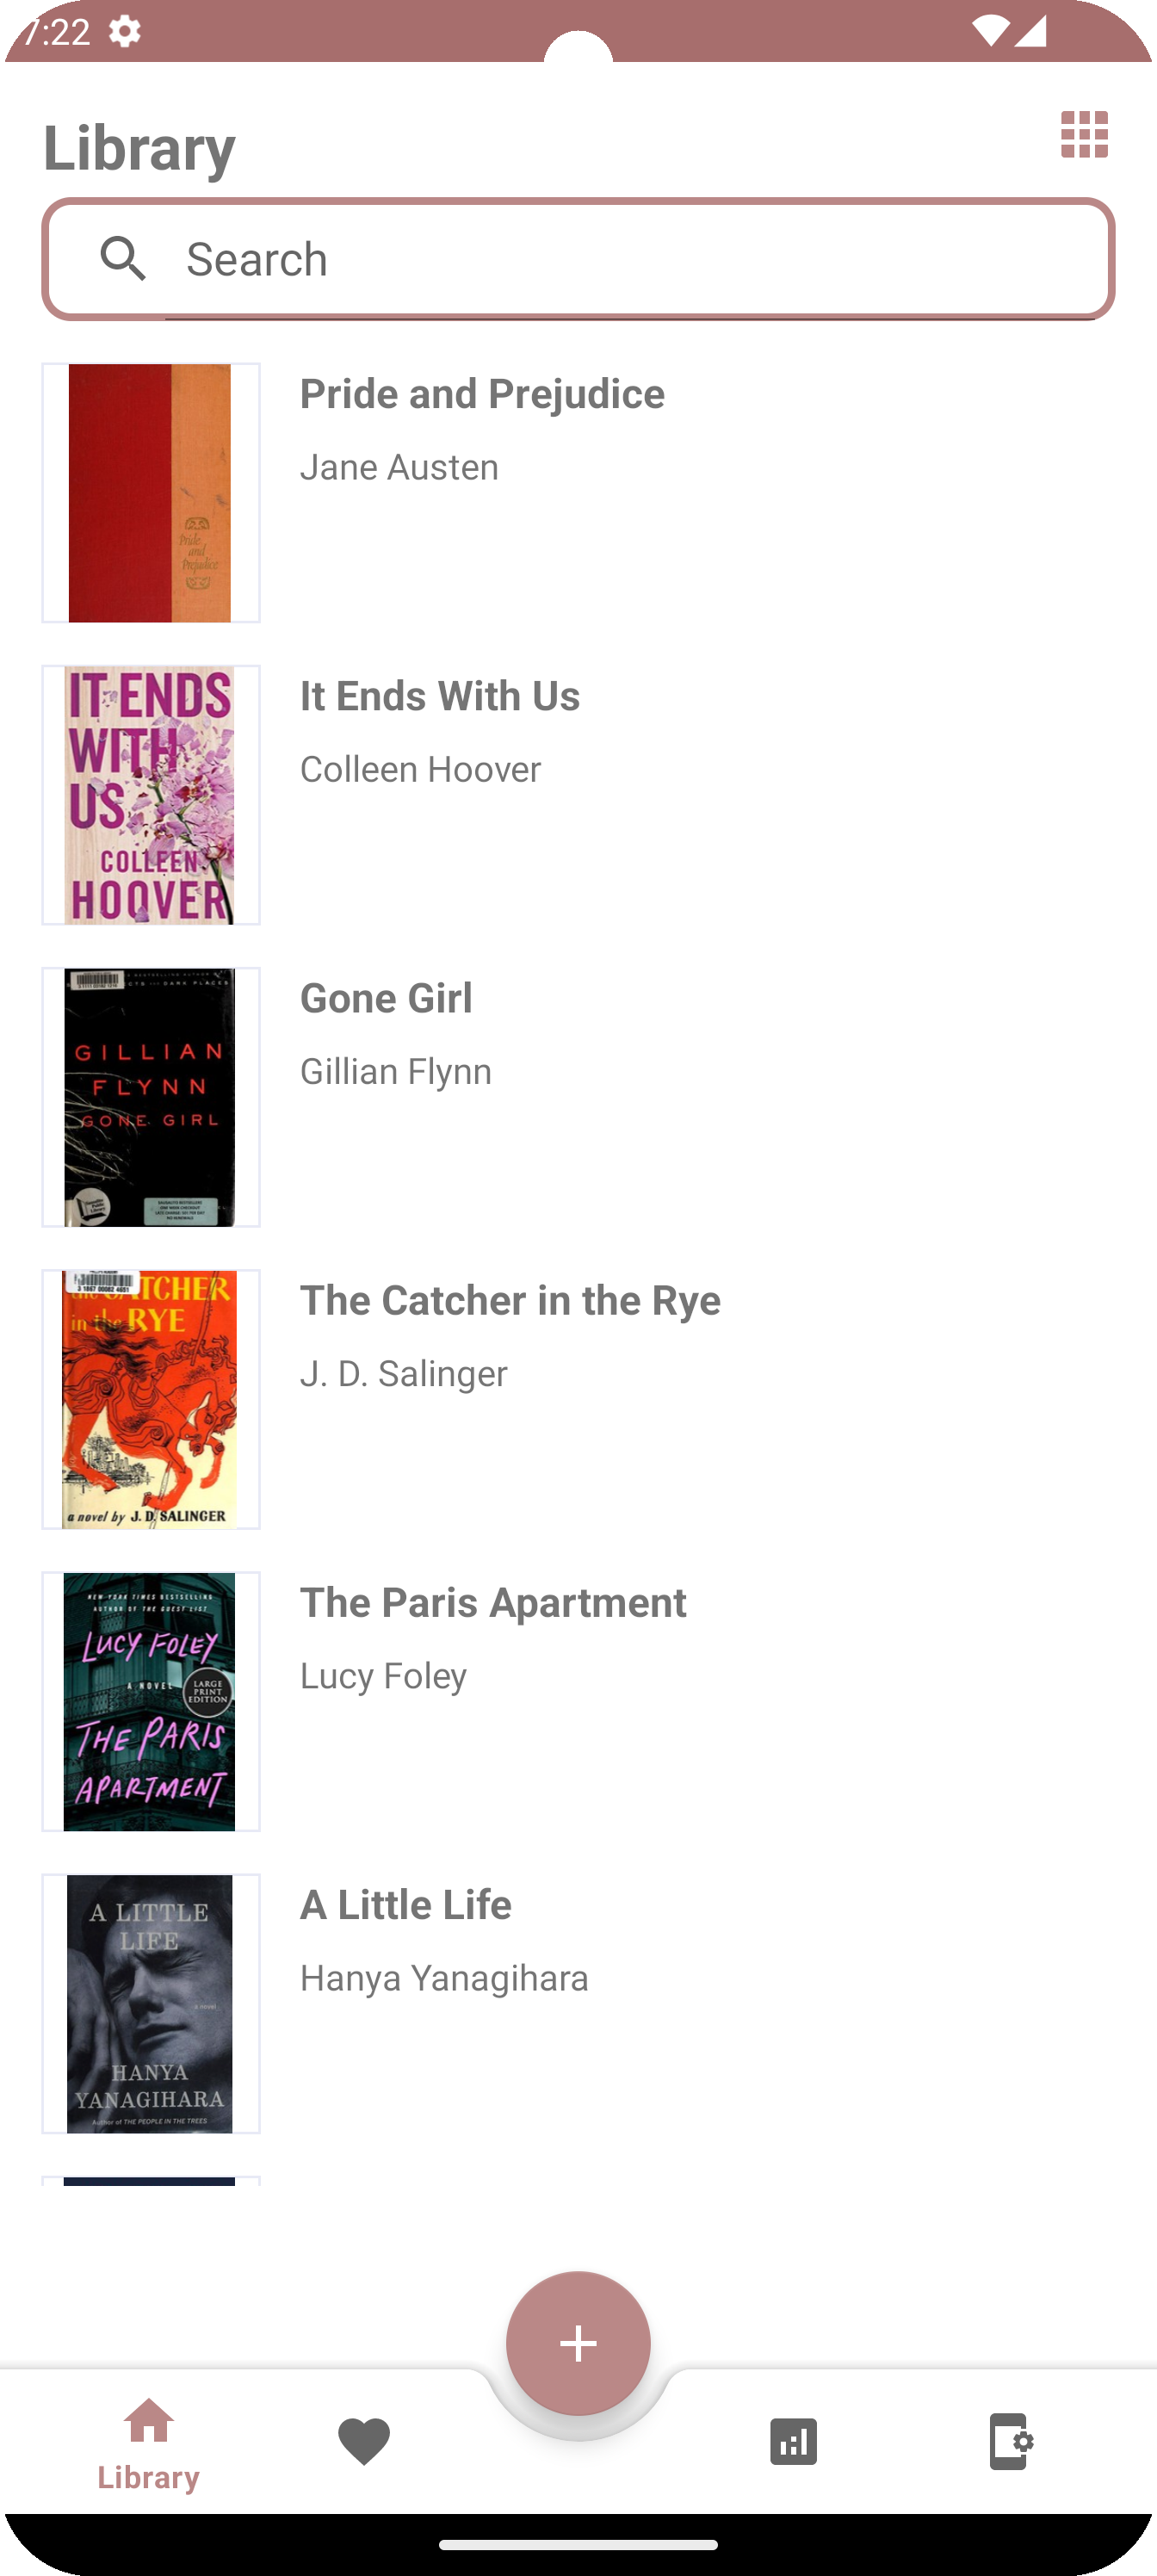 7:22
Library
Search
Pride and Prejudice
Jane Austen
Pride
and
Prejudice
It Ends With Us
Colleen Hoover
IT ENDS
WITH
US
COLLEEN
HOOVER
Gone Girl
Gillian Flynn
GILLIAN
FLYNN
GONE GIRL
The Catcher in the Rye
J. D. Salinger
CATCHER
in the RYE
a novel by J. D. SALINGER
The Paris Apartment
Lucy Foley
NEW YORK TIMES BESTSELLING
AUTHOR OF THE GUEST LIST
LUCY FOLEY
A NOVEL
LARGE
PRINT
EDITION
THE PARIS
APARTMENT
A Little Life
Hanya Yanagihara
A LITTLE
LIFE
a novel
HANYA
YANAGIHARA
Author of THE PEOPLE IN THE TREES
Library